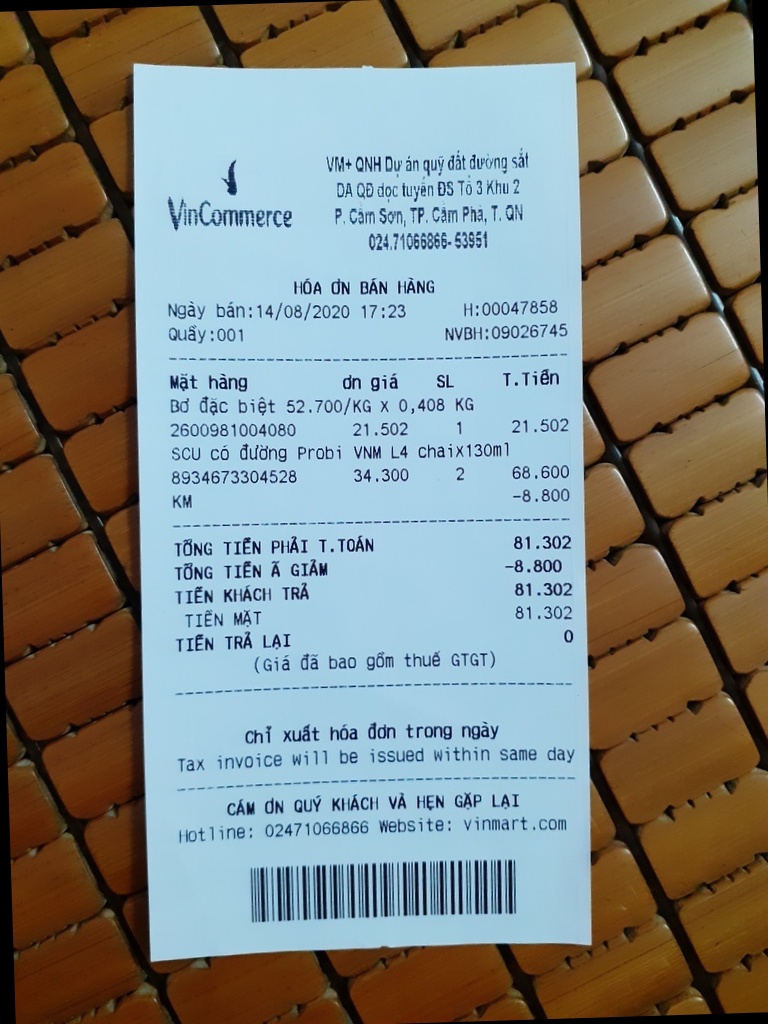 VinCommerce
VM+ QNH Dự án quỹ đất đường sắt
DA QĐ dọc tuyến ĐS Tổ 3 Khu 2
P. Cẩm Sơn, TP. Cẩm Phả, T. QN
024.71066866- 53951
HÓA ƠN BÁN HÀNG
Ngày bán:14/08/2020 17:23 H:00047858
Quầy:001 NVBH:09026745
Mặt hàng ơn giá SL T.Tiền
Bơ đặc biệt 52.700/KG x 0,408 KG
2600981004080 21.502 1 21.502
SCU có đường Probi VNM L4 chaix130ml
8934673304528 34.300 2 68.600
KM -8.800
TỔNG TIỀN PHẢI T.TOÁN 81.302
TỔNG TIỀN Ã GIẢM -8.800
TIỀN KHÁCH TRẢ 81.302
TIỀN MẶT 81.302
TIỀN TRẢ LẠI 0
(Giá đã bao gồm thuế GTGT)
Chỉ xuất hóa đơn trong ngày
Tax invoice will be issued within same day
CÁM ƠN QUÝ KHÁCH VÀ HẸN GẶP LẠI
Hotline: 02471066866 Website: vinmart.com